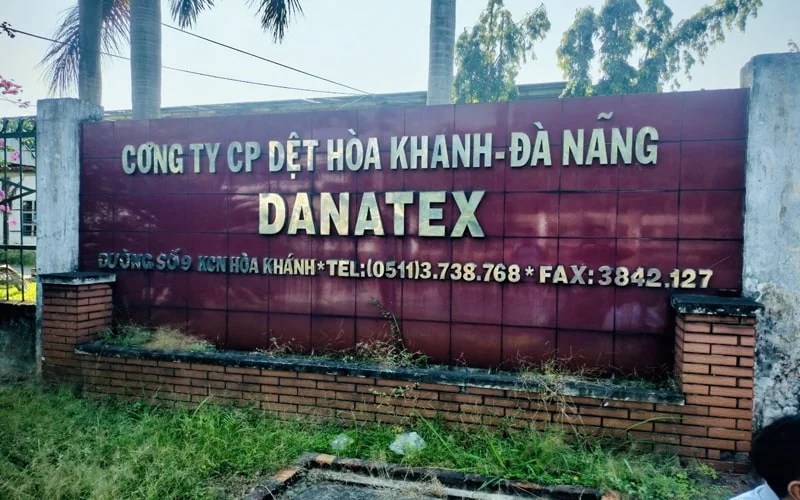 CÔNG TY CP DỆT HÒA KHANH-ĐÀ NẴNG
DANATEX
ĐƯỜNG SỐ 9 KCN HÒA KHÁNH * TEL:(0511)3.738.768 * FAX: 3842.127